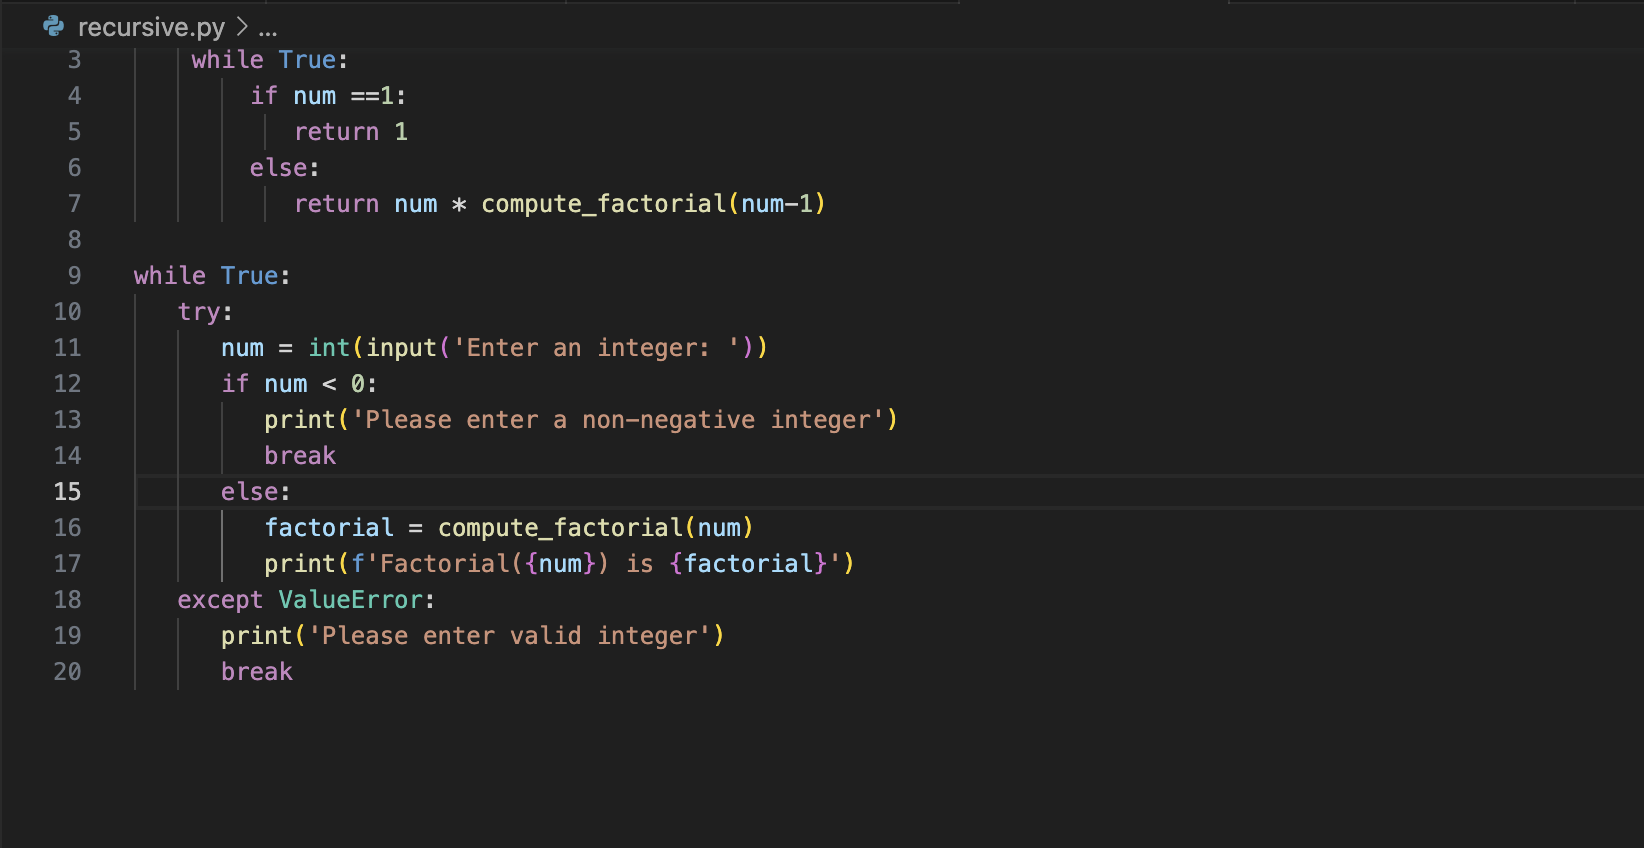 recursive.py > ...
3 while True:
4 if num ==1:
5 return 1
6 else:
7 return num * compute_factorial(num-1)
8
9 while True:
10 try:
11 num = int(input('Enter an integer: '))
12 if num < 0:
13 print('Please enter a non-negative integer')
14 break
15 else:
16 factorial = compute_factorial(num)
17 print(f'Factorial({num}) is {factorial}')
18 except ValueError:
19 print('Please enter valid integer')
20 break